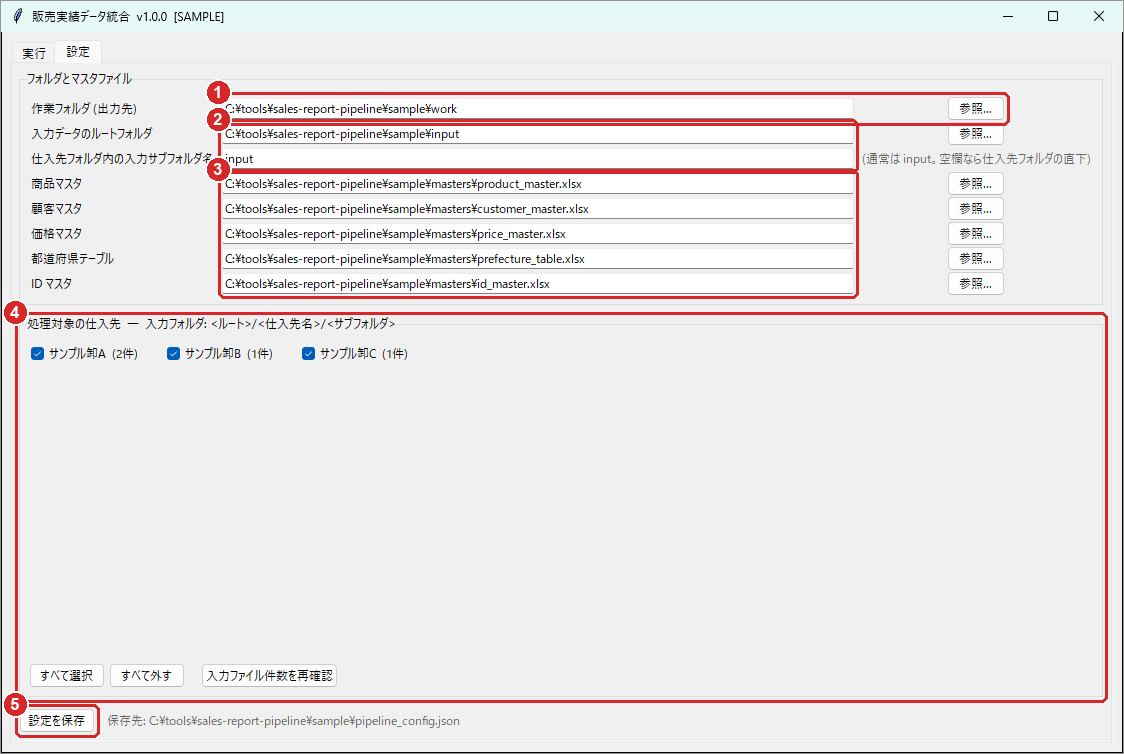 販売実績データ統合 v1.0.0 [SAMPLE]
実行 設定
フォルダとマスタファイル
1
作業フォルダ (出力先) C:¥tools¥sales-report-pipeline¥sample¥work 参照...
2
入力データのルートフォルダ C:¥tools¥sales-report-pipeline¥sample¥input 参照...
仕入先フォルダ内の入力サブフォルダ名 input (通常は input。空欄なら仕入先フォルダの直下)
3
商品マスタ C:¥tools¥sales-report-pipeline¥sample¥masters¥product_master.xlsx 参照...
顧客マスタ C:¥tools¥sales-report-pipeline¥sample¥masters¥customer_master.xlsx 参照...
価格マスタ C:¥tools¥sales-report-pipeline¥sample¥masters¥price_master.xlsx 参照...
都道府県テーブル C:¥tools¥sales-report-pipeline¥sample¥masters¥prefecture_table.xlsx 参照...
ID マスタ C:¥tools¥sales-report-pipeline¥sample¥masters¥id_master.xlsx 参照...
4
処理対象の仕入先 — 入力フォルダ: <ルート>/<仕入先名>/<サブフォルダ>
サンプル卸A (2件) サンプル卸B (1件) サンプル卸C (1件)
すべて選択 すべて外す 入力ファイル件数を再確認
5
設定を保存 保存先: C:¥tools¥sales-report-pipeline¥sample¥pipeline_config.json